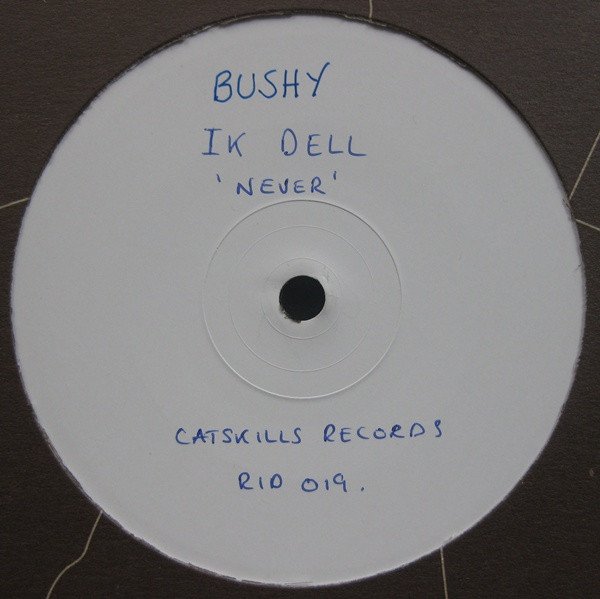 BUSHY
IK DELL
'NEVER'
CATSKILLS RECORDS
RID 019.